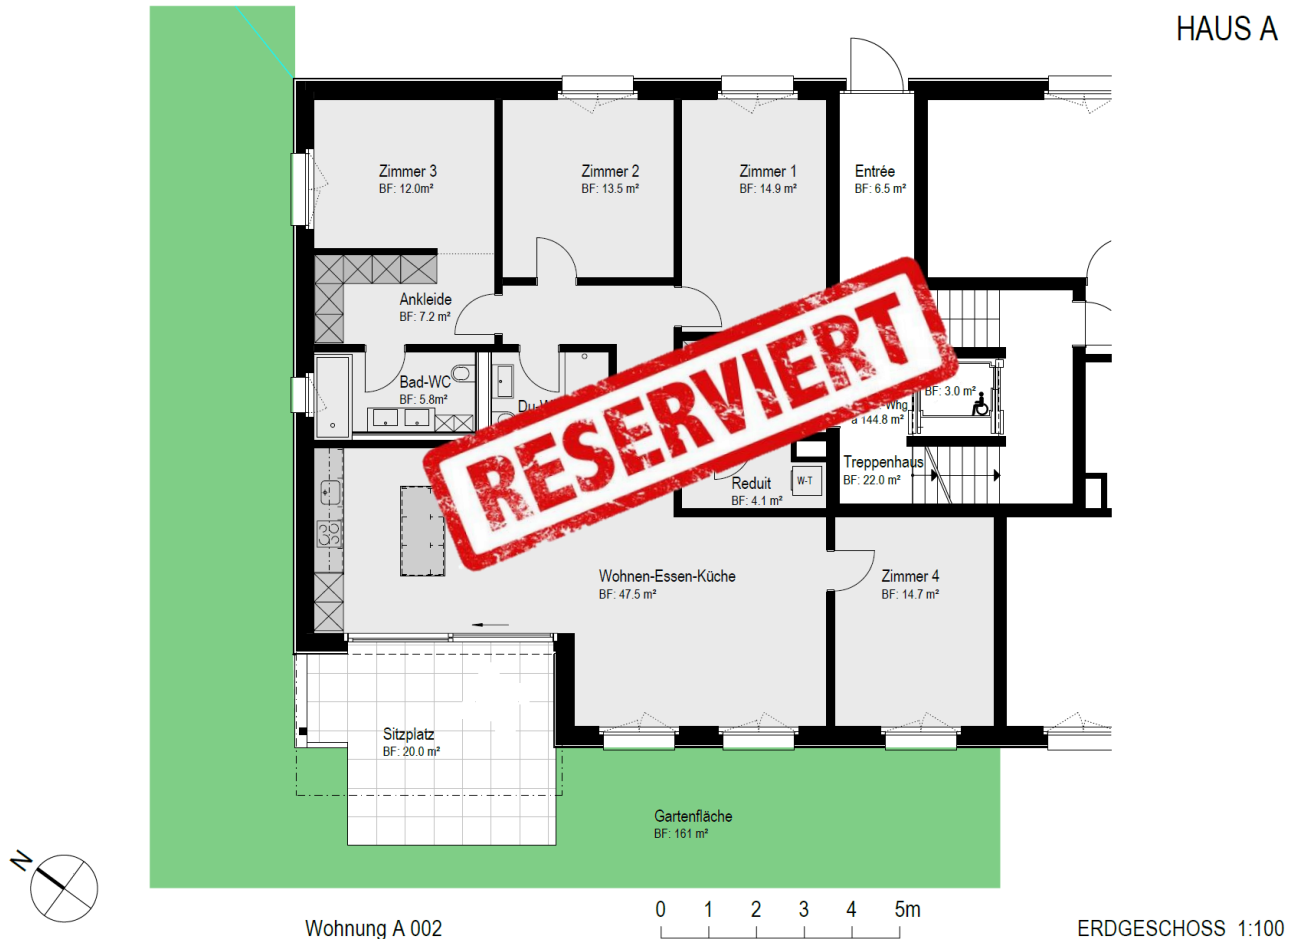 HAUS A
Zimmer 3
BF: 12.0m²
Zimmer 2
BF: 13.5 m²
Zimmer 1
BF: 14.9 m²
Entrée
BF: 6.5 m²
Ankleide
BF: 7.2 m²
Bad-WC
BF: 5.8m²
RESERVIERT
BF: 3.0 m²
144.8 m²
Treppenhaus
BF: 22.0 m²
Reduit
BF: 4.1 m²
W-T
Wohnen-Essen-Küche
BF: 47.5 m²
Zimmer 4
BF: 14.7 m²
Sitzplatz
BF: 20.0 m²
Gartenfläche
BF: 161 m²
N
0 1 2 3 4 5m
Wohnung A 002
ERDGESCHOSS 1:100